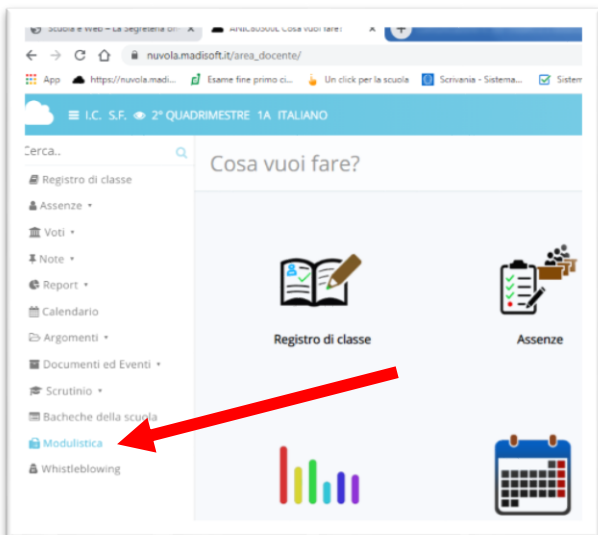 Scuola e Web – La Segreteria on
Cosa vuoi fare?
nuvola.madisoft.it/area_docente/
App https://nuvola.madi... Esame fine primo ci... Un click per la scuola Scrivania - Sistema... Sistem
I.C. S.F. 2° QUADRIMESTRE 1A ITALIANO
Cerca..
Cosa vuoi fare?
Registro di classe
Assenze
Voti
Note
Report
Calendario
Argomenti
Documenti ed Eventi
Scrutinio
Bacheche della scuola
Modulistica
Whistleblowing
Registro di classe
Assenze